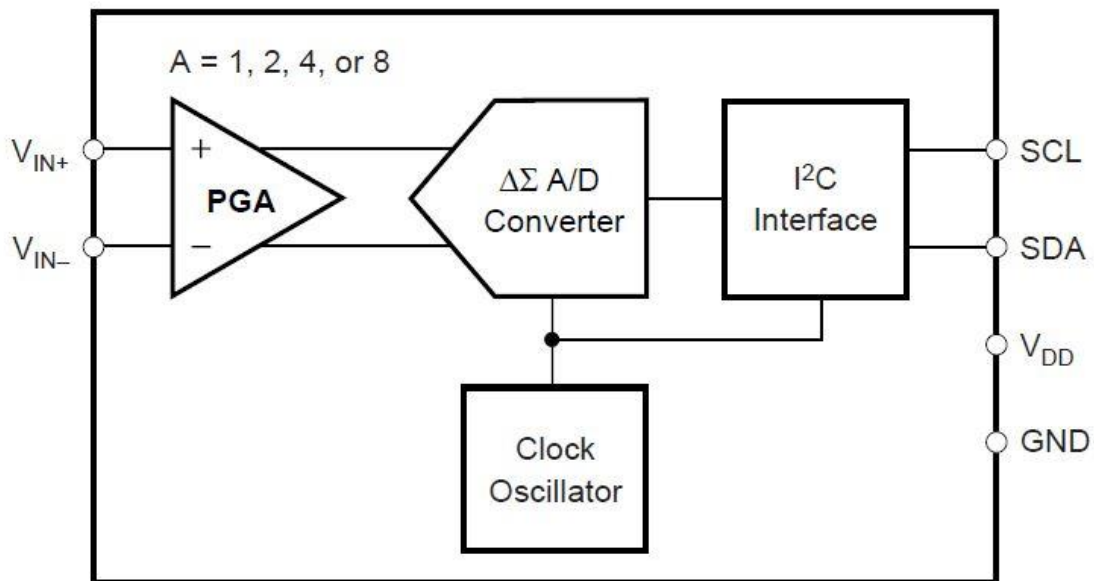 A = 1, 2, 4, or 8
V_IN+
+
PGA
V_IN–
–
ΔΣ A/D
Converter
I²C
Interface
SCL
SDA
V_DD
GND
Clock
Oscillator